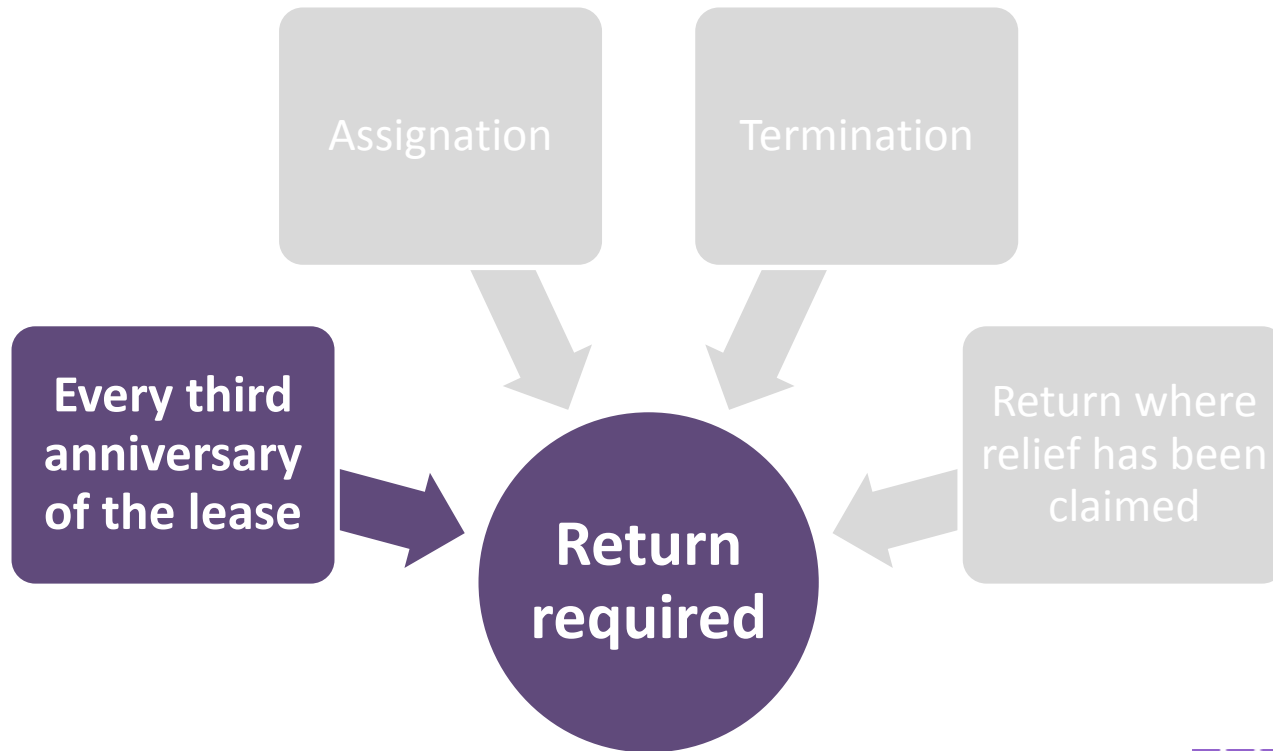 Assignation
Termination
Every third
anniversary
of the lease
Return where
relief has been
claimed
Return
required